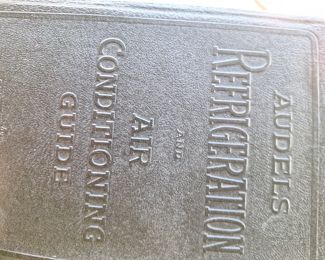 AUDELS
REFRIGERATION
AND
AIR
CONDITIONING
GUIDE